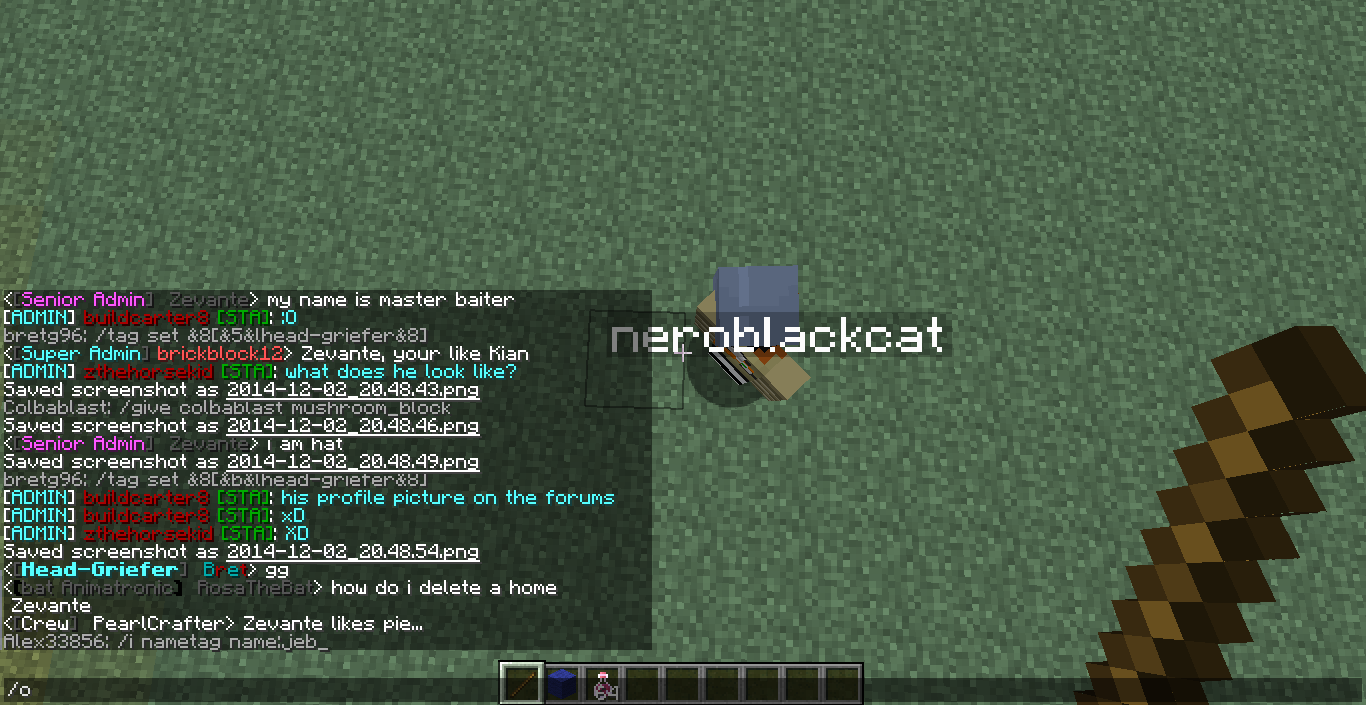 <[Senior Admin] Zevante> my name is master baiter
[ADMIN] buildcarter8 [STA]: ;O
bretg96: /tag set &8[&5&lhead-griefer&8]
<[Super Admin] brickblock12> Zevante, your like Kian
[ADMIN] zthehorsekid [STA]: what does he look like?
Saved screenshot as 2014-12-02_20.48.43.png
Colbablast: /give colbablast mushroom_block
Saved screenshot as 2014-12-02_20.48.46.png
<[Senior Admin] Zevante> i am hat
Saved screenshot as 2014-12-02_20.48.49.png
bretg96: /tag set &8[&b&lhead-griefer&8]
[ADMIN] buildcarter8 [STA]: his profile picture on the forums
[ADMIN] buildcarter8 [STA]: xD
[ADMIN] zthehorsekid [STA]: XD
Saved screenshot as 2014-12-02_20.48.54.png
<[Head-Griefer] Bret> gg
<[bat Animatronic] RosaTheBat> how do i delete a home
Zevante
<[Crew] PearlCrafter> Zevante likes pie...
Alex33856: /i nametag name:jeb_
neroblackcat
64
/o